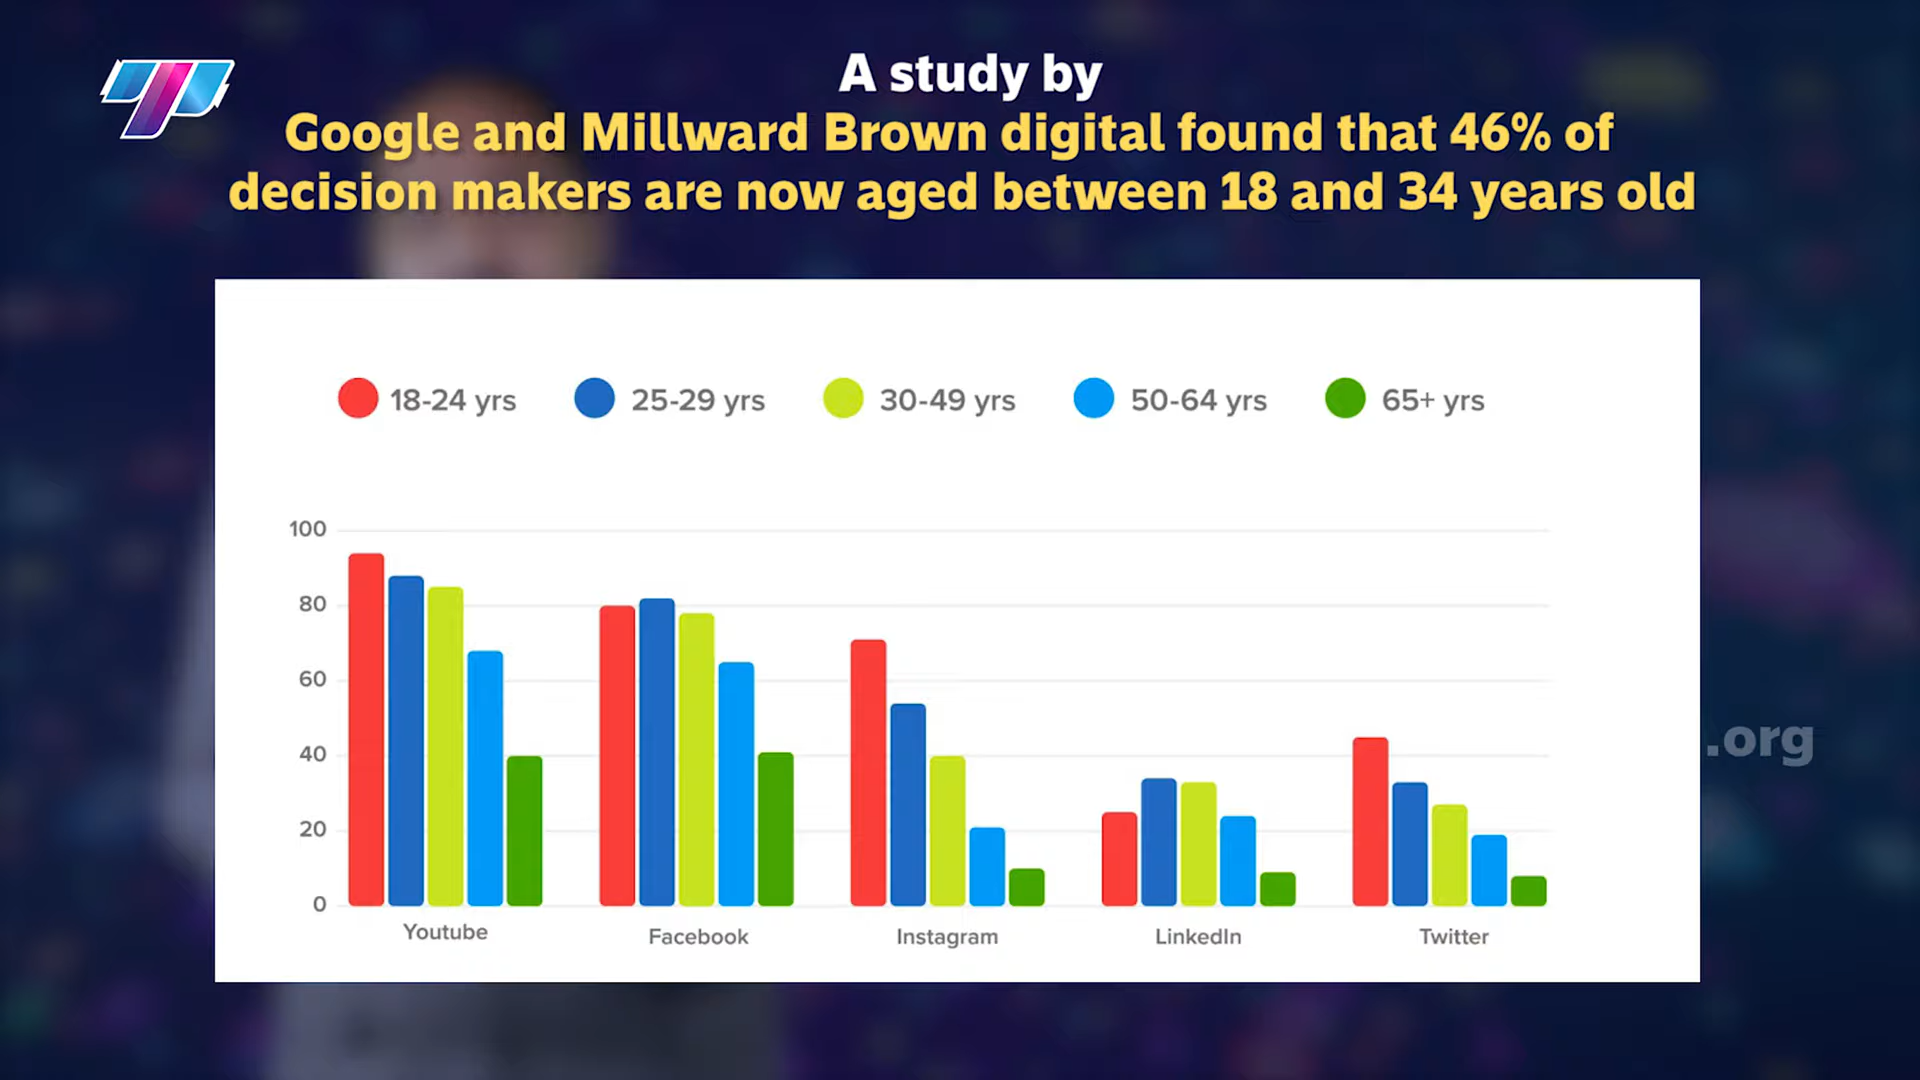 A study by
Google and Millward Brown digital found that 46% of
decision makers are now aged between 18 and 34 years old
18-24 yrs 25-29 yrs 30-49 yrs 50-64 yrs 65+ yrs
100
80
60
40
20
0
Youtube Facebook Instagram LinkedIn Twitter
.org